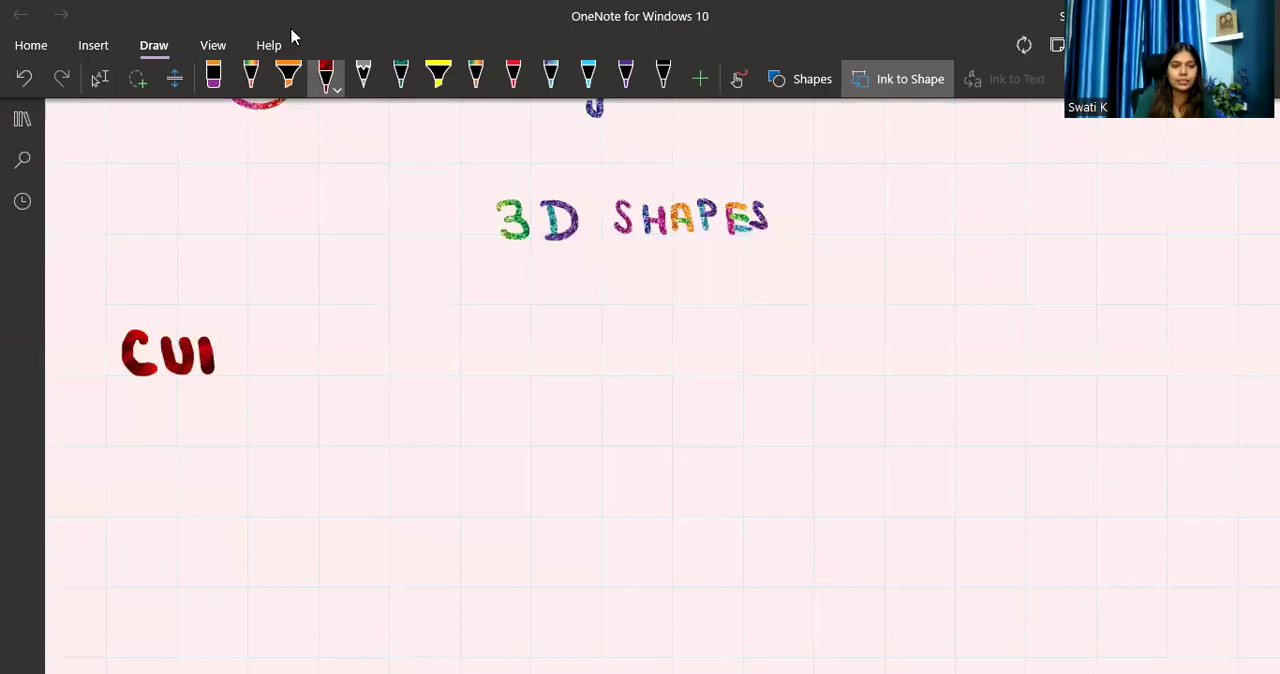 OneNote for Windows 10
Home Insert Draw View Help
Shapes Ink to Shape Ink to Text
Swati K
3D SHAPES
CUI